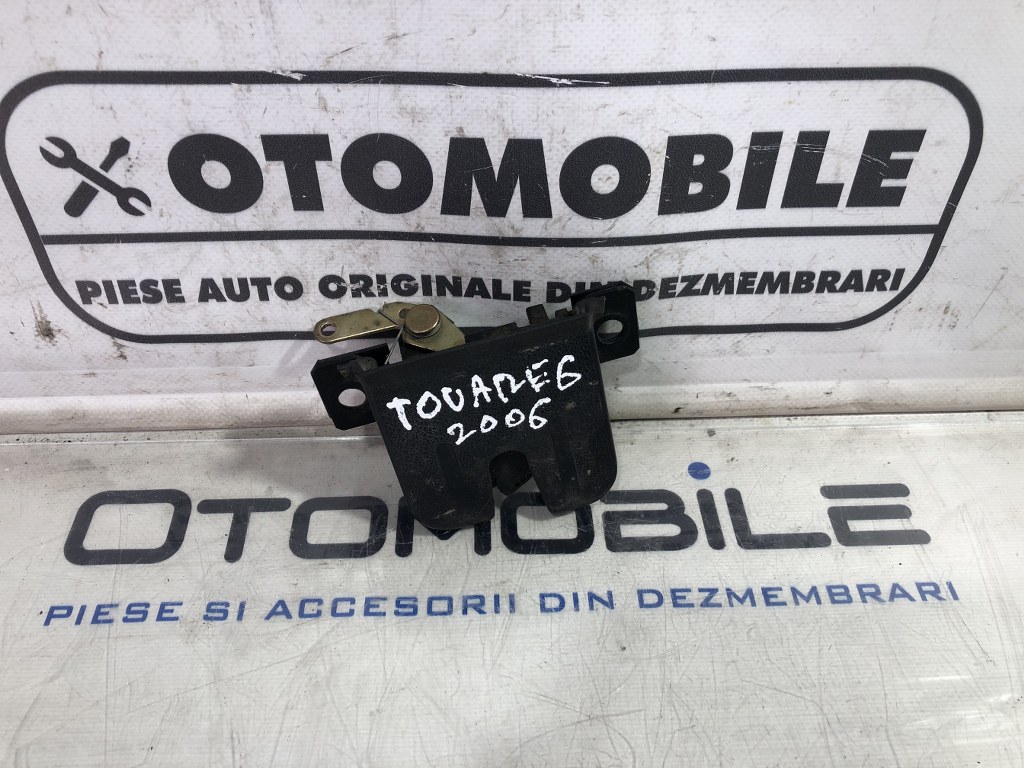 OTOMOBILE
PIESE AUTO ORIGINALE DIN DEZMEMBRARI
TOUAREG
2006
OTOMOBILE
PIESE SI ACCESORII DIN DEZMEMBRARI